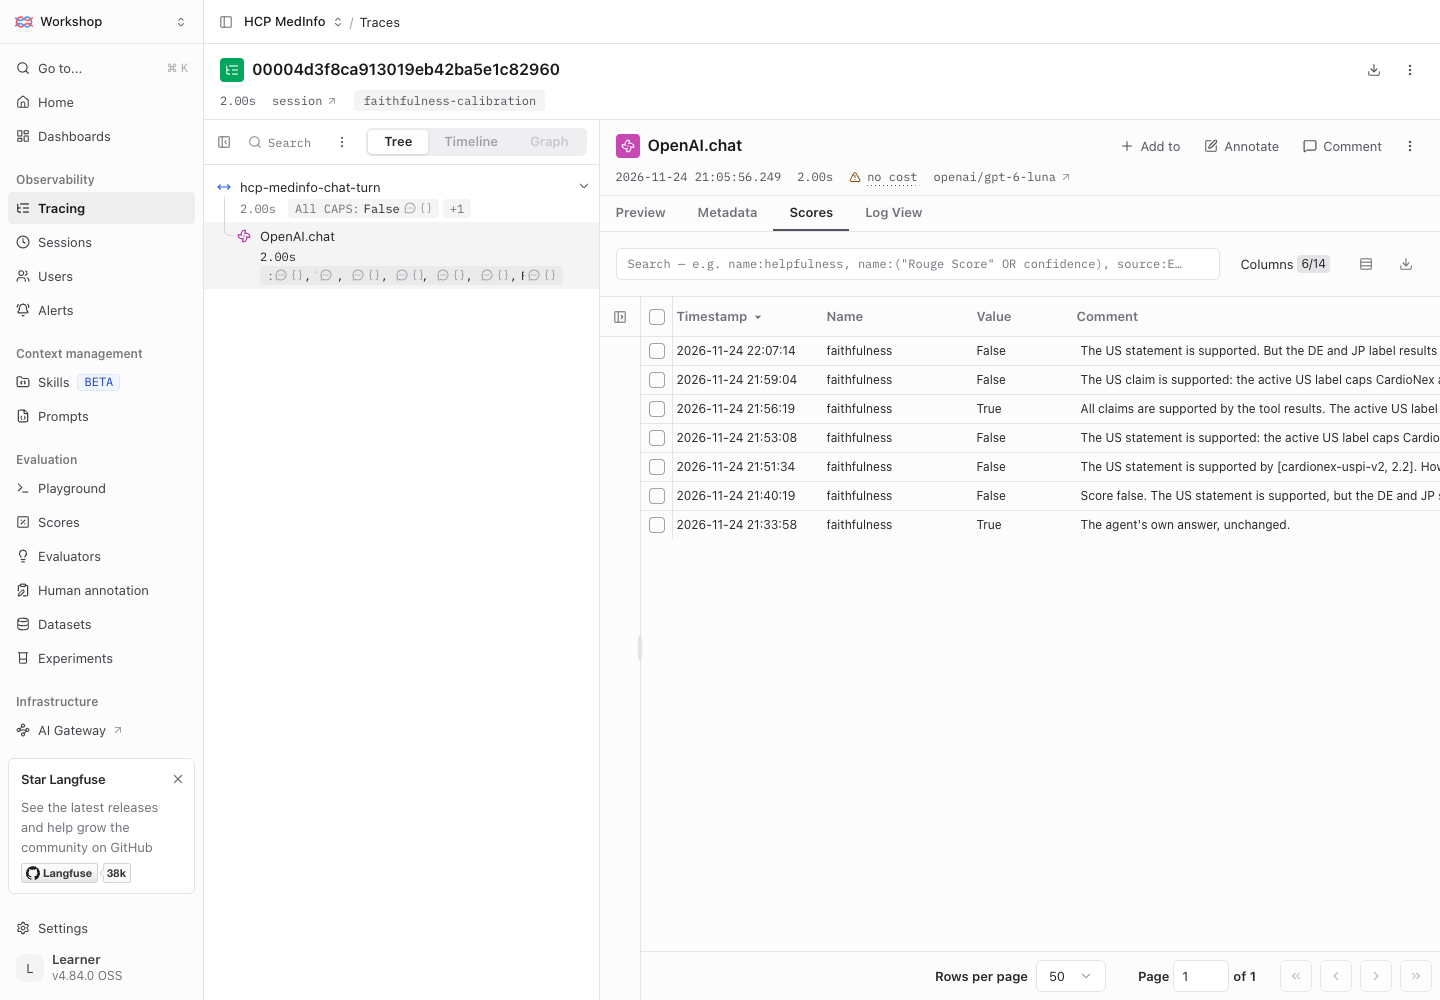 Workshop
Go to...
⌘ K
Home
Dashboards
Observability
Tracing
Sessions
Users
Alerts
Context management
Skills
BETA
Prompts
Evaluation
Playground
Scores
Evaluators
Human annotation
Datasets
Experiments
Infrastructure
AI Gateway
Star Langfuse
See the latest releases
and help grow the
community on GitHub
Langfuse
38k
Settings
L
Learner
v4.84.0 OSS
HCP MedInfo / Traces
00004d3f8ca913019eb42ba5e1c82960
2.00s session faithfulness-calibration
Search
Tree Timeline Graph
hcp-medinfo-chat-turn
2.00s All CAPS: False {} +1
OpenAI.chat
2.00s
: {}, , {}, {}, {}, {}, {}
OpenAI.chat
Add to Annotate Comment
2026-11-24 21:05:56.249 2.00s no cost openai/gpt-6-luna
Preview Metadata Scores Log View
Search — e.g. name:helpfulness, name:("Rouge Score" OR confidence), source:E…
Columns 6/14
Timestamp Name Value Comment
2026-11-24 22:07:14 faithfulness False The US statement is supported. But the DE and JP label results
2026-11-24 21:59:04 faithfulness False The US claim is supported: the active US label caps CardioNex
2026-11-24 21:56:19 faithfulness True All claims are supported by the tool results. The active US label
2026-11-24 21:53:08 faithfulness False The US statement is supported: the active US label caps Cardio
2026-11-24 21:51:34 faithfulness False The US statement is supported by [cardionex-uspi-v2, 2.2]. How
2026-11-24 21:40:19 faithfulness False Score false. The US statement is supported, but the DE and JP
2026-11-24 21:33:58 faithfulness True The agent's own answer, unchanged.
Rows per page 50 Page 1 of 1